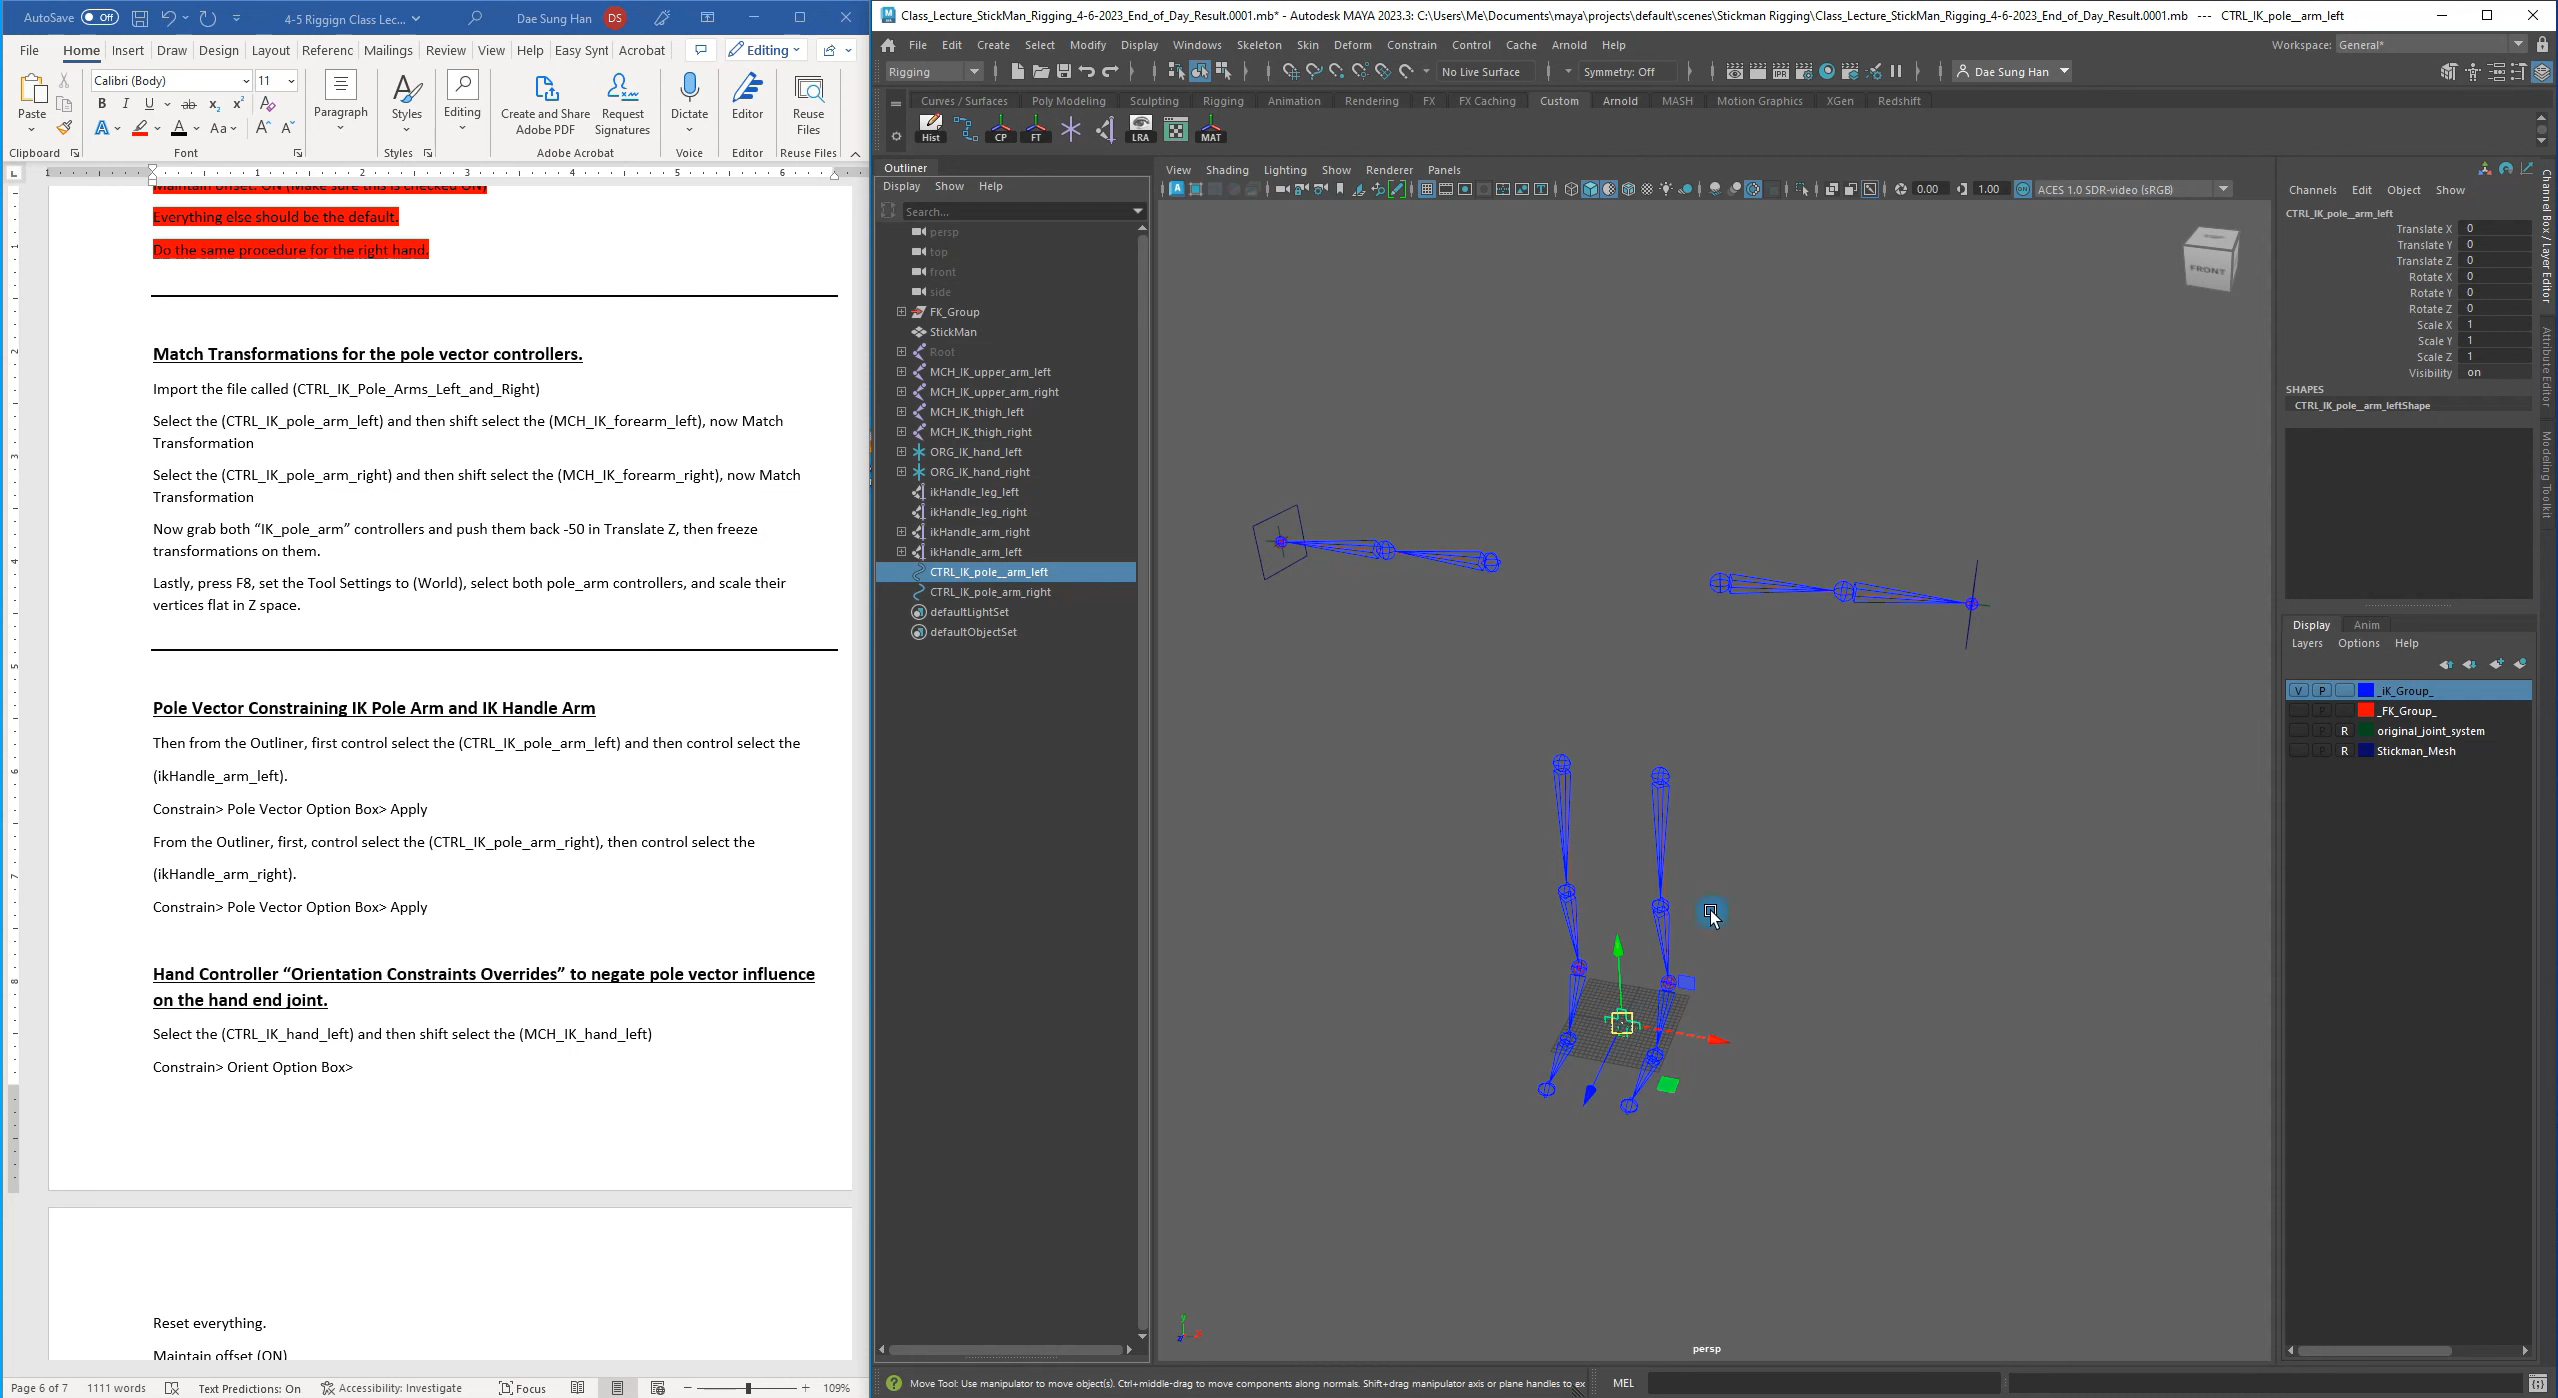 AutoSave Off 4-5 Riggign Class Lec... Dae Sung Han DS
File Home Insert Draw Design Layout Referenc Mailings Review View Help Easy Synt Acrobat Editing
Calibri (Body) 11
Paste Paragraph Styles Editing Create and Share Adobe PDF Request Signatures Dictate Editor Reuse Files
Clipboard Font Styles Adobe Acrobat Voice Editor Reuse Files
Maintain offset: ON (Make sure this is checked ON)
Everything else should be the default.
Do the same procedure for the right hand.
Match Transformations for the pole vector controllers.
Import the file called (CTRL_IK_Pole_Arms_Left_and_Right)
Select the (CTRL_IK_pole_arm_left) and then shift select the (MCH_IK_forearm_left), now Match
Transformation
Select the (CTRL_IK_pole_arm_right) and then shift select the (MCH_IK_forearm_right), now Match
Transformation
Now grab both “IK_pole_arm” controllers and push them back -50 in Translate Z, then freeze
transformations on them.
Lastly, press F8, set the Tool Settings to (World), select both pole_arm controllers, and scale their
vertices flat in Z space.
Pole Vector Constraining IK Pole Arm and IK Handle Arm
Then from the Outliner, first control select the (CTRL_IK_pole_arm_left) and then control select the
(ikHandle_arm_left).
Constrain> Pole Vector Option Box> Apply
From the Outliner, first, control select the (CTRL_IK_pole_arm_right), then control select the
(ikHandle_arm_right).
Constrain> Pole Vector Option Box> Apply
Hand Controller “Orientation Constraints Overrides” to negate pole vector influence
on the hand end joint.
Select the (CTRL_IK_hand_left) and then shift select the (MCH_IK_hand_left)
Constrain> Orient Option Box>
Reset everything.
Maintain offset (ON)
Page 6 of 7 1111 words Text Predictions: On Accessibility: Investigate Focus 109%
Class_Lecture_StickMan_Rigging_4-6-2023_End_of_Day_Result.0001.mb* - Autodesk MAYA 2023.3: C:\Users\Me\Documents\maya\projects\default\scenes\Stickman Rigging\Class_Lecture_StickMan_Rigging_4-6-2023_End_of_Day_Result.0001.mb --- CTRL_IK_pole__arm_left
File Edit Create Select Modify Display Windows Skeleton Skin Deform Constrain Control Cache Arnold Help Workspace: General*
Rigging No Live Surface Symmetry: Off Dae Sung Han
Curves / Surfaces Poly Modeling Sculpting Rigging Animation Rendering FX FX Caching Custom Arnold MASH Motion Graphics XGen Redshift
Hist CP FT LRA MAT
Outliner
Display Show Help
Search...
persp
top
front
side
FK_Group
StickMan
Root
MCH_IK_upper_arm_left
MCH_IK_upper_arm_right
MCH_IK_thigh_left
MCH_IK_thigh_right
ORG_IK_hand_left
ORG_IK_hand_right
ikHandle_leg_left
ikHandle_leg_right
ikHandle_arm_right
ikHandle_arm_left
CTRL_IK_pole__arm_left
CTRL_IK_pole_arm_right
defaultLightSet
defaultObjectSet
View Shading Lighting Show Renderer Panels
0.00 1.00 ACES 1.0 SDR-video (sRGB)
FRONT
persp
Channels Edit Object Show
CTRL_IK_pole__arm_left
Translate X 0
Translate Y 0
Translate Z 0
Rotate X 0
Rotate Y 0
Rotate Z 0
Scale X 1
Scale Y 1
Scale Z 1
Visibility on
SHAPES
CTRL_IK_pole__arm_leftShape
Display Anim
Layers Options Help
V P _iK_Group_
P _FK_Group_
P R original_joint_system
P R Stickman_Mesh
Channel Box / Layer Editor
Attribute Editor
Modeling Toolkit
Move Tool: Use manipulator to move object(s). Ctrl+middle-drag to move components along normals. Shift+drag manipulator axis or plane handles to ex
MEL